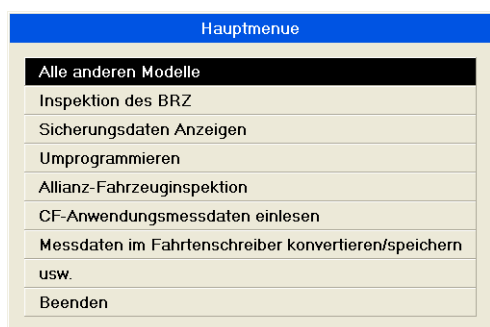 Hauptmenue
Alle anderen Modelle
Inspektion des BRZ
Sicherungsdaten Anzeigen
Umprogrammieren
Allianz-Fahrzeuginspektion
CF-Anwendungsmessdaten einlesen
Messdaten im Fahrtenschreiber konvertieren/speichern
usw.
Beenden